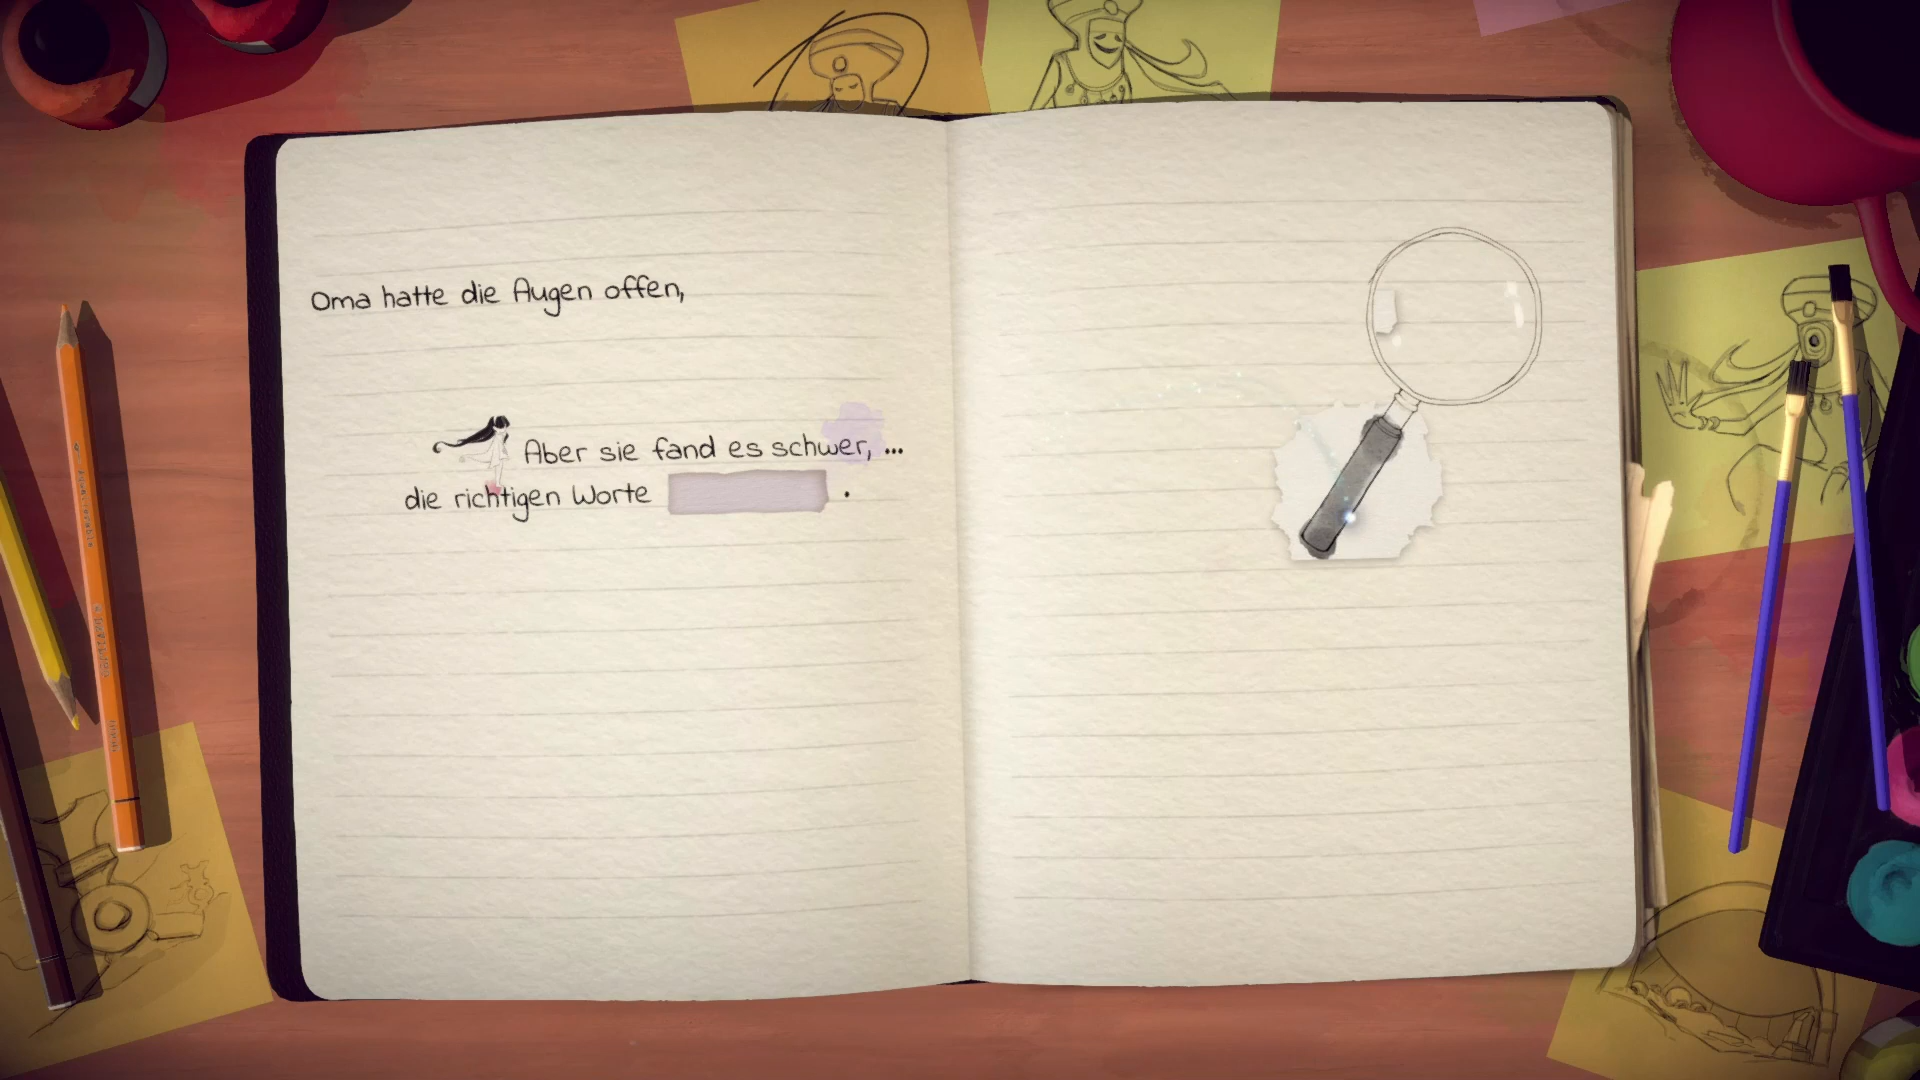 Oma hatte die Augen offen,
Aber sie fand es schwer, ...
die richtigen Worte .